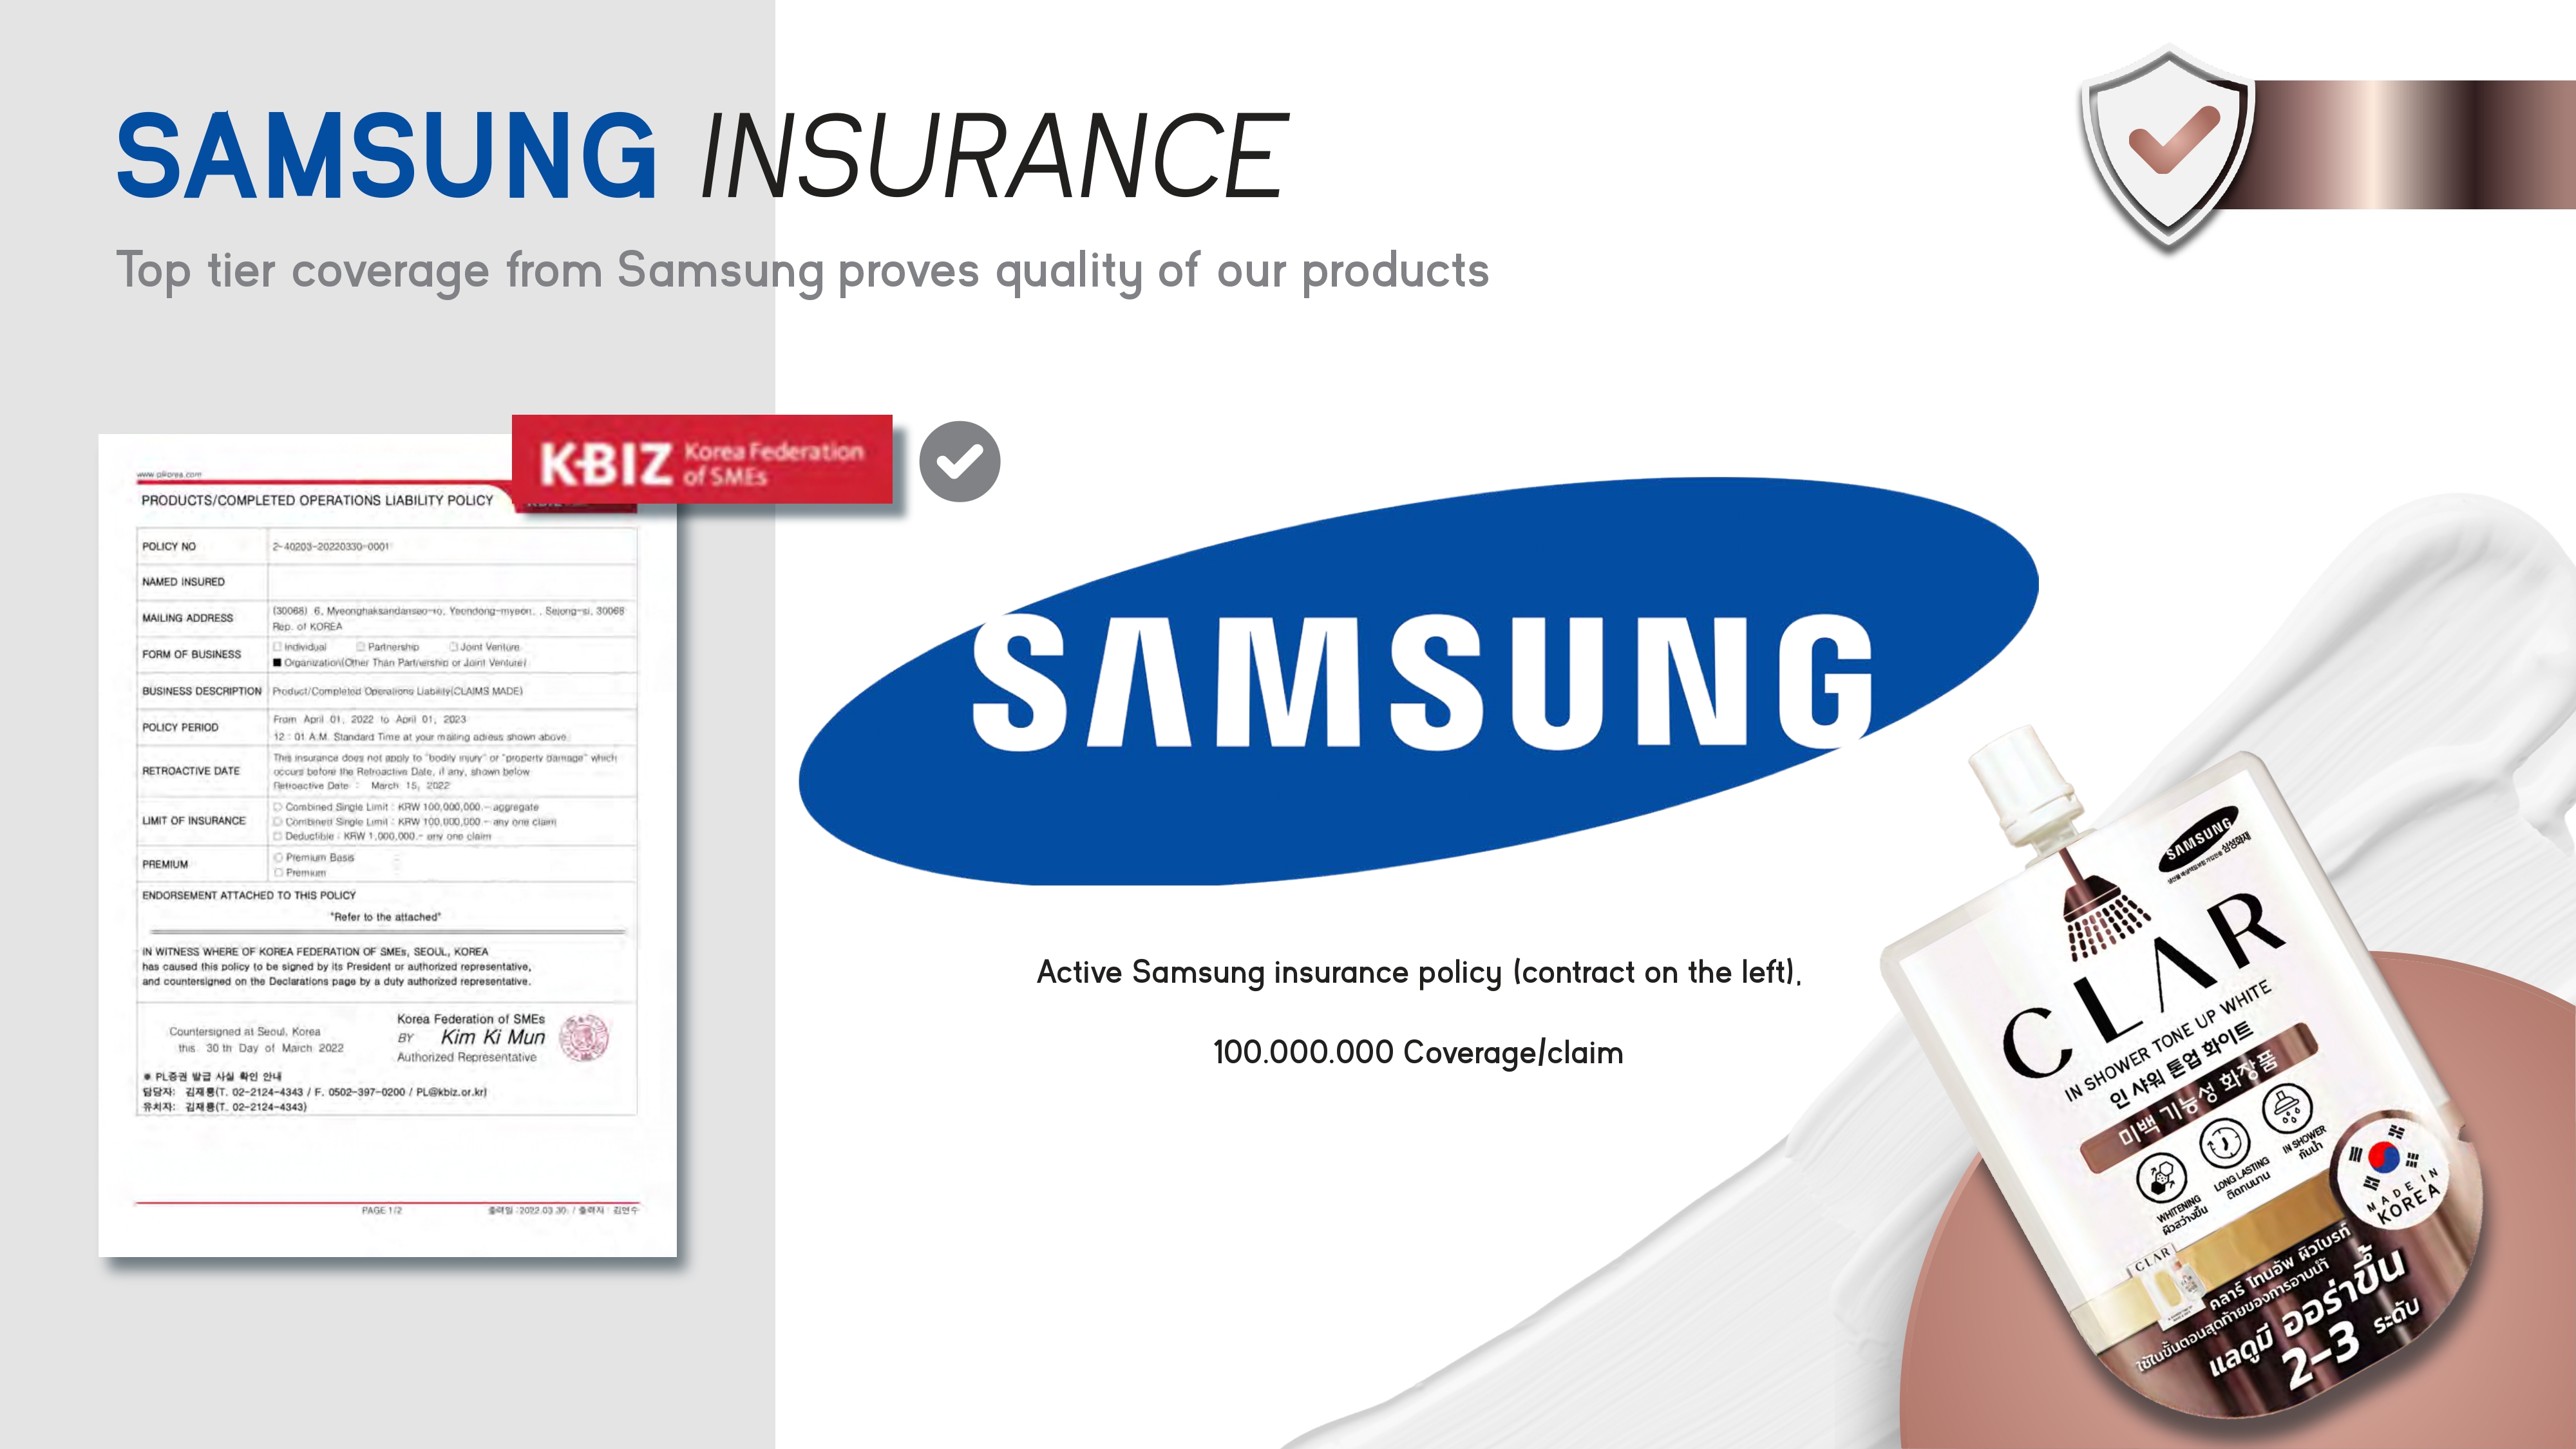 SAMSUNG INSURANCE
Top tier coverage from Samsung proves quality of our products
K-BIZ Korea Federation
of SMEs
www.plkorea.com
PRODUCTS/COMPLETED OPERATIONS LIABILITY POLICY
POLICY NO 2-40203-20220330-0001
NAMED INSURED
MAILING ADDRESS (30068) 6, Myeonghaksandanseo-ro, Yeondong-myeon, , Sejong-si, 30068
Rep. of KOREA
FORM OF BUSINESS □ Individual □ Partnership □ Joint Venture
■ Organization(Other Than Partnership or Joint Venture)
BUSINESS DESCRIPTION Product/Completed Operations Liability(CLAIMS MADE)
POLICY PERIOD From April 01, 2022 to April 01, 2023
12 : 01 A.M. Standard Time at your mailing adress shown above.
RETROACTIVE DATE This insurance does not apply to "bodily injury" or "property damage" which
occurs before the Retroactive Date, if any, shown below
Retroactive Date : March 15, 2022
LIMIT OF INSURANCE □ Combined Single Limit : KRW 100,000,000.- aggregate
□ Combined Single Limit : KRW 100,000,000.- any one claim
□ Deductible : KRW 1,000,000.- any one claim
PREMIUM □ Premium Basis
□ Premium
ENDORSEMENT ATTACHED TO THIS POLICY
"Refer to the attached"
IN WITNESS WHERE OF KOREA FEDERATION OF SMEs, SEOUL, KOREA
has caused this policy to be signed by its President or authorized representative,
and countersigned on the Declarations page by a duty authorized representative.
Countersigned at Seoul, Korea
this 30 th Day of March 2022
Korea Federation of SMEs
BY Kim Ki Mun
Authorized Representative
※ PL증권 발급 사실 확인 안내
담당자: 김재룡(T. 02-2124-4343 / F. 0502-397-0200 / PL@kbiz.or.kr)
유치자: 김재룡(T. 02-2124-4343)
PAGE 1/2 출력일 :2022.03.30. / 출력자 : 김연수
SAMSUNG
Active Samsung insurance policy (contract on the left),
100.000.000 Coverage/claim
SAMSUNG
삼성화재
CLAR
IN SHOWER TONE UP WHITE
인 샤워 톤업 화이트
미백 기능성 화장품
WHITENING
ผิวสว่างขึ้น
LONG LASTING
ติดทนนาน
IN SHOWER
กันน้ำ
MADE IN
KOREA
CLAR
คลาร์ โทนอัพ ผิวไบรท์
ใช้ในขั้นตอนสุดท้ายของการอาบน้ำ
แลดูมี ออร่าขึ้น
2-3 ระดับ